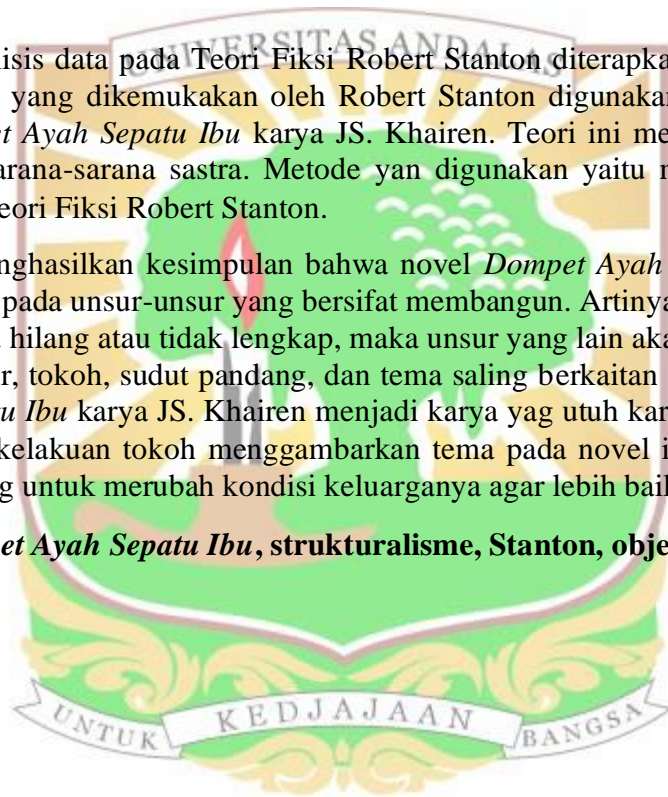 UNIVERSITAS ANDALAS
lisis data pada Teori Fiksi Robert Stanton diterapka
yang dikemukakan oleh Robert Stanton digunakan
et Ayah Sepatu Ibu karya JS. Khairen. Teori ini me
arana-sarana sastra. Metode yan digunakan yaitu
eori Fiksi Robert Stanton.
nghasilkan kesimpulan bahwa novel Dompet Ayah
pada unsur-unsur yang bersifat membangun. Artinya
hilang atau tidak lengkap, maka unsur yang lain aka
r, tokoh, sudut pandang, dan tema saling berkaitan
u Ibu karya JS. Khairen menjadi karya yag utuh kar
kelakuan tokoh menggambarkan tema pada novel i
g untuk merubah kondisi keluarganya agar lebih bail
et Ayah Sepatu Ibu, strukturalisme, Stanton, obje
UNTUK KEDJAJAAN BANGSA